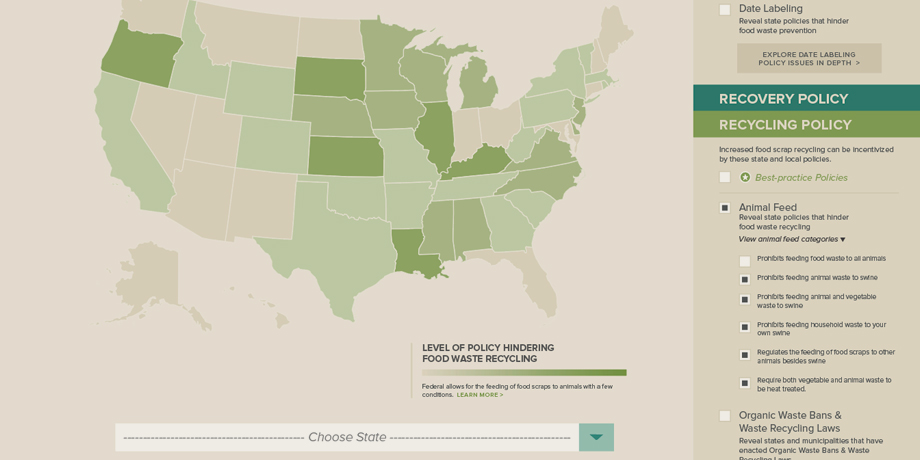 Date Labeling
Reveal state policies that hinder
food waste prevention
EXPLORE DATE LABELING
POLICY ISSUES IN DEPTH >
RECOVERY POLICY
RECYCLING POLICY
Increased food scrap recycling can be incentivized
by these state and local policies.
Best-practice Policies
Animal Feed
Reveal state policies that hinder
food waste recycling
View animal feed categories ▼
Prohibits feeding food waste to all animals
Prohibits feeding animal waste to swine
Prohibits feeding animal and vegetable
waste to swine
Prohibits feeding household waste to your
own swine
Regulates the feeding of food scraps to other
animals besides swine
Require both vegetable and animal waste to
be heat treated.
Organic Waste Bans &
Waste Recycling Laws
Reveal states and municipalities that have
enacted Organic Waste Bans & Waste
Recycling Laws
LEVEL OF POLICY HINDERING
FOOD WASTE RECYCLING
Federal allows for the feeding of food scraps to animals with a few
conditions. LEARN MORE >
Choose State